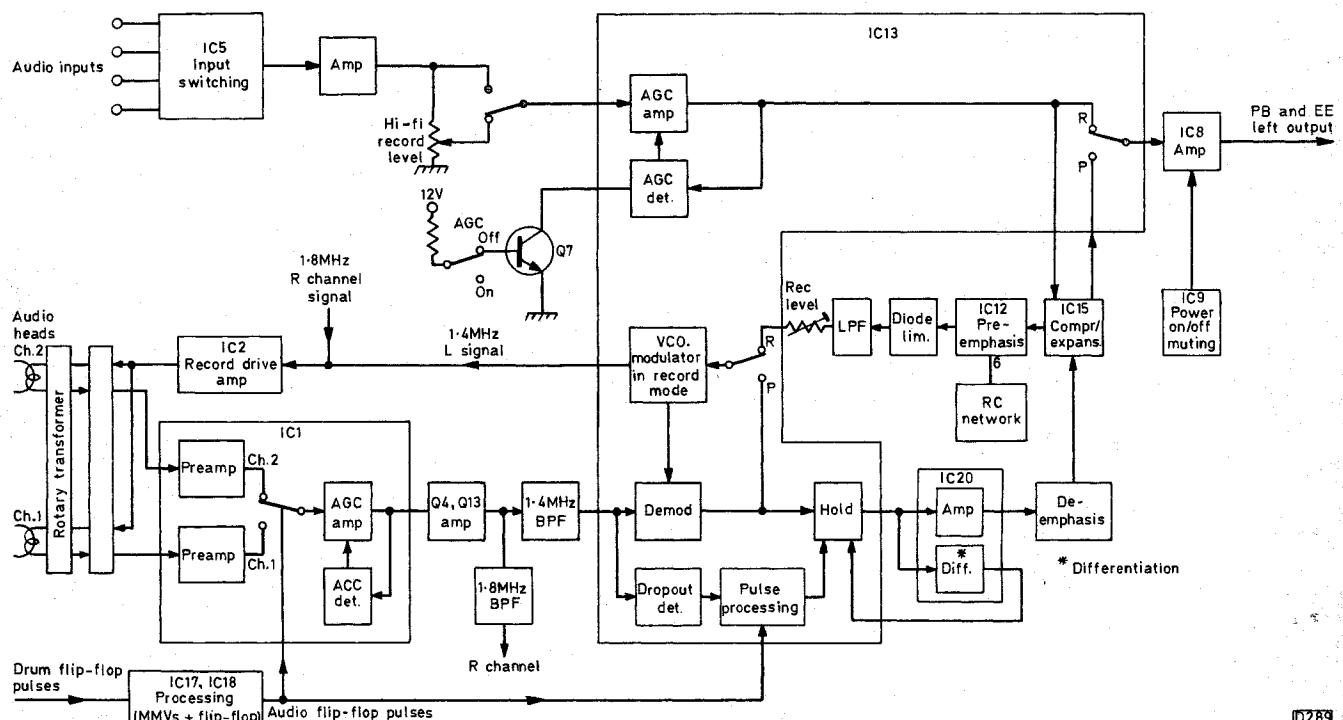 IC13
IC5
Input
switching
Audio inputs
Amp
Hi-fi
record
level
AGC
amp
AGC
det.
R
P
IC8
Amp
PB and EE
left output
12V
AGC
Off
On
Q7
IC9
Power
on/off
muting
1·8MHz
R channel
signal
1·4MHz
L signal
Audio
heads
Ch.2
Ch.1
Rotary transformer
IC2
Record drive
amp
VCO.
modulator
in record
mode
R
P
Rec
level
LPF
Diode
lim.
IC12
Pre-
emphasis
6
RC
network
IC15
Compr/
expans.
IC1
Preamp
Ch.2
Preamp
Ch.1
AGC
amp
ACC
det.
Q4, Q13
amp
1·4MHz
BPF
1·8MHz
BPF
R channel
Demod
Hold
Dropout
det.
Pulse
processing
IC20
Amp
*
Diff.
De-
emphasis
* Differentiation
Drum flip-flop
pulses
IC17, IC18
Processing
(MMVs + flip-flop)
Audio flip-flop pulses
D289